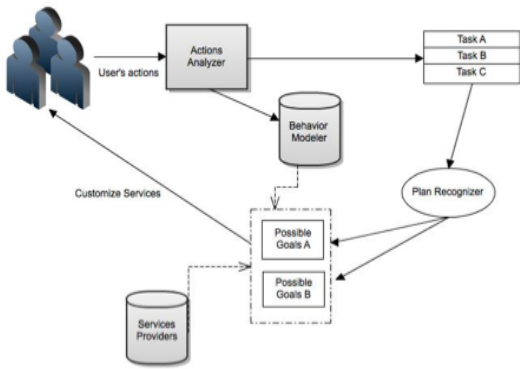 Actions
Analyzer
User's actions
Task A
Task B
Task C
Behavior
Modeler
Customize Services
Plan Recognizer
Possible
Goals A
Possible
Goals B
Services
Providers